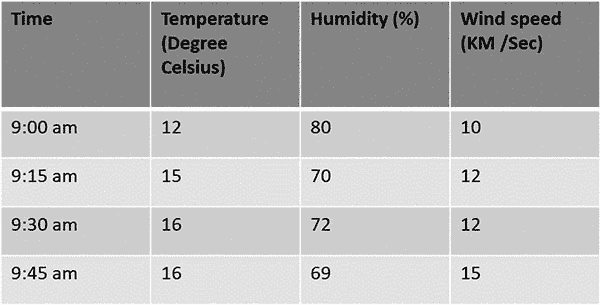 Time Temperature (Degree Celsius) Humidity (%) Wind speed (KM /Sec)
9:00 am 12 80 10
9:15 am 15 70 12
9:30 am 16 72 12
9:45 am 16 69 15